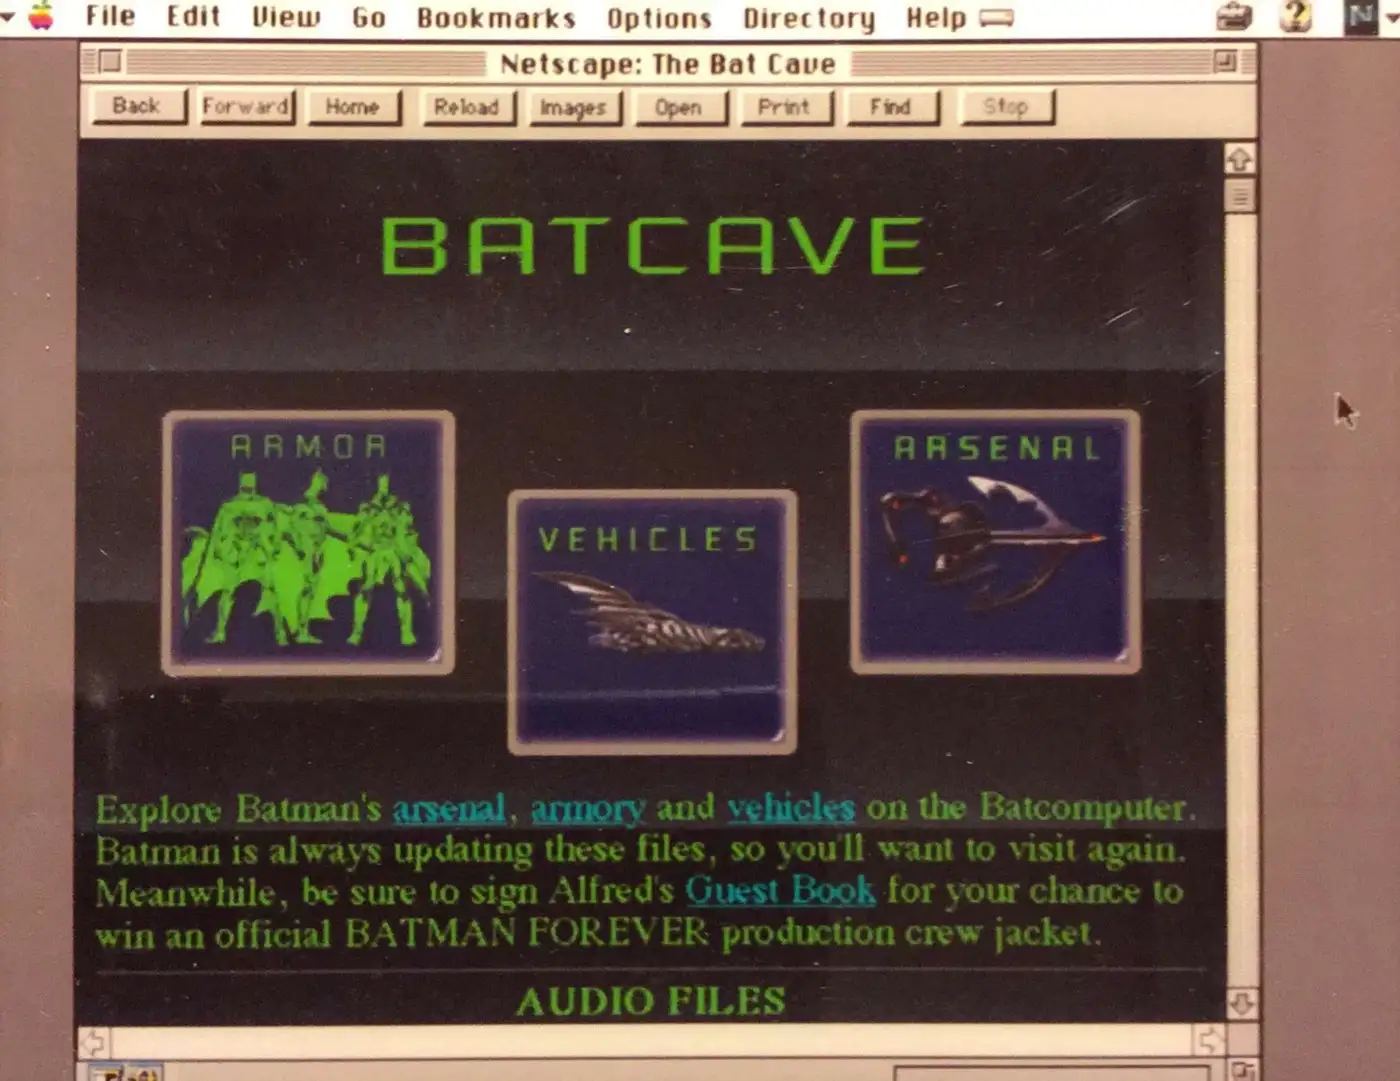 File Edit View Go Bookmarks Options Directory Help
Netscape: The Bat Cave
Back Forward Home Reload Images Open Print Find Stop
BATCAVE
ARMOR
ARSENAL
VEHICLES
Explore Batman's arsenal, armory and vehicles on the Batcomputer.
Batman is always updating these files, so you'll want to visit again.
Meanwhile, be sure to sign Alfred's Guest Book for your chance to
win an official BATMAN FOREVER production crew jacket.
AUDIO FILES